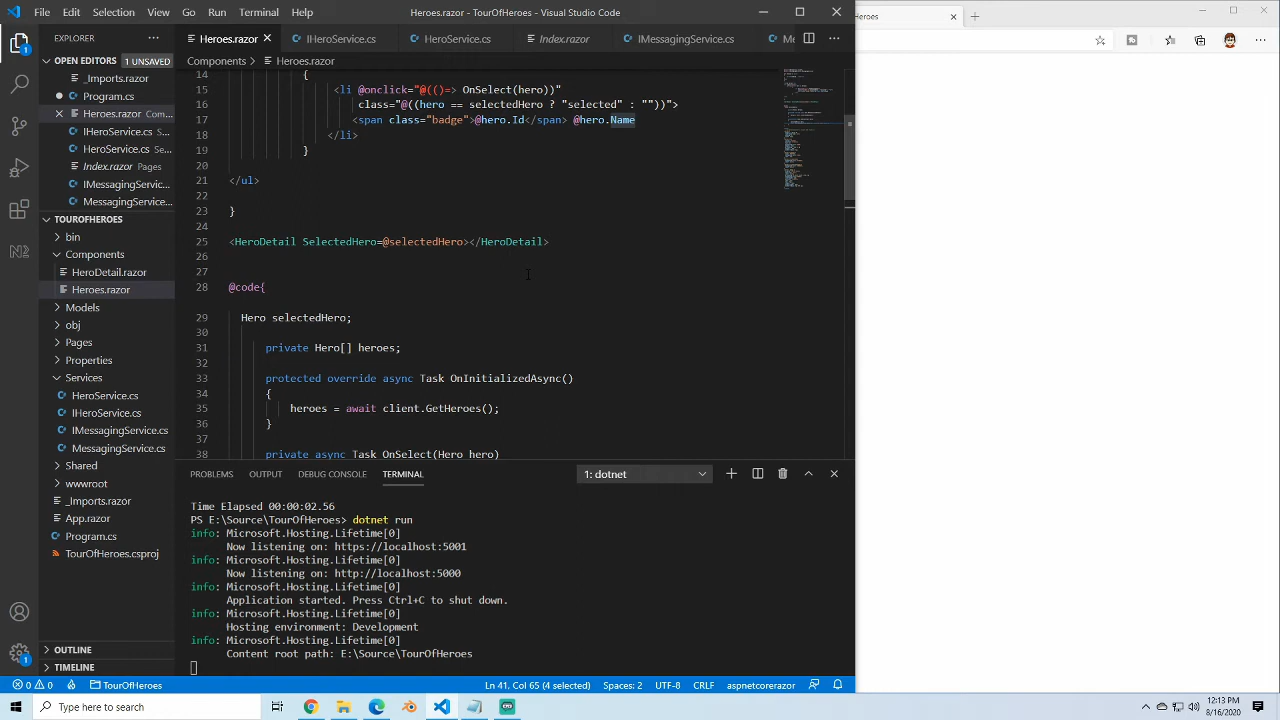 File Edit Selection View Go Run Terminal Help
Heroes.razor - TourOfHeroes - Visual Studio Code
EXPLORER
Heroes.razor
IHeroService.cs
HeroService.cs
Index.razor
IMessagingService.cs
Heroes
OPEN EDITORS 1 UNSAVED
_Imports.razor
Program.cs
Heroes.razor Com...
HeroService.cs Se...
IMessagingService...
MessagingService...
TOUROFHEROES
bin
Components
HeroDetail.razor
Heroes.razor
Models
obj
Pages
Properties
Services
HeroService.cs
IHeroService.cs
IMessagingService.cs
MessagingService.cs
Shared
wwwroot
_Imports.razor
App.razor
Program.cs
TourOfHeroes.csproj
OUTLINE
TIMELINE
Components > Heroes.razor
14 {
15 <li @onclick="@(()=> OnSelect(hero))"
16 class="@((hero == selectedHero ? "selected" : ""))">
17 <span class="badge">@hero.Id</span> @hero.Name
18 </li>
19 }
20
21 </ul>
22
23 }
24
25 <HeroDetail SelectedHero=@selectedHero></HeroDetail>
26
27
28 @code{
29 Hero selectedHero;
30
31 private Hero[] heroes;
32
33 protected override async Task OnInitializedAsync()
34 {
35 heroes = await client.GetHeroes();
36 }
37
38 private async Task OnSelect(Hero hero)
PROBLEMS OUTPUT DEBUG CONSOLE TERMINAL
1: dotnet
Time Elapsed 00:00:02.56
PS E:\Source\TourOfHeroes> dotnet run
info: Microsoft.Hosting.Lifetime[0]
Now listening on: https://localhost:5001
info: Microsoft.Hosting.Lifetime[0]
Now listening on: http://localhost:5000
info: Microsoft.Hosting.Lifetime[0]
Application started. Press Ctrl+C to shut down.
info: Microsoft.Hosting.Lifetime[0]
Hosting environment: Development
info: Microsoft.Hosting.Lifetime[0]
Content root path: E:\Source\TourOfHeroes
0 0 TourOfHeroes
Ln 41, Col 65 (4 selected) Spaces: 2 UTF-8 CRLF aspnetcorerazor
Type here to search
12:13 PM
8/16/2020